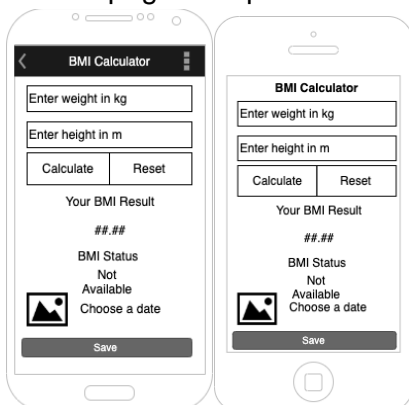 BMI Calculator
Enter weight in kg
Enter height in m
Calculate Reset
Your BMI Result
##.##
BMI Status
Not
Available
Choose a date
Save
BMI Calculator
Enter weight in kg
Enter height in m
Calculate Reset
Your BMI Result
##.##
BMI Status
Not
Available
Choose a date
Save